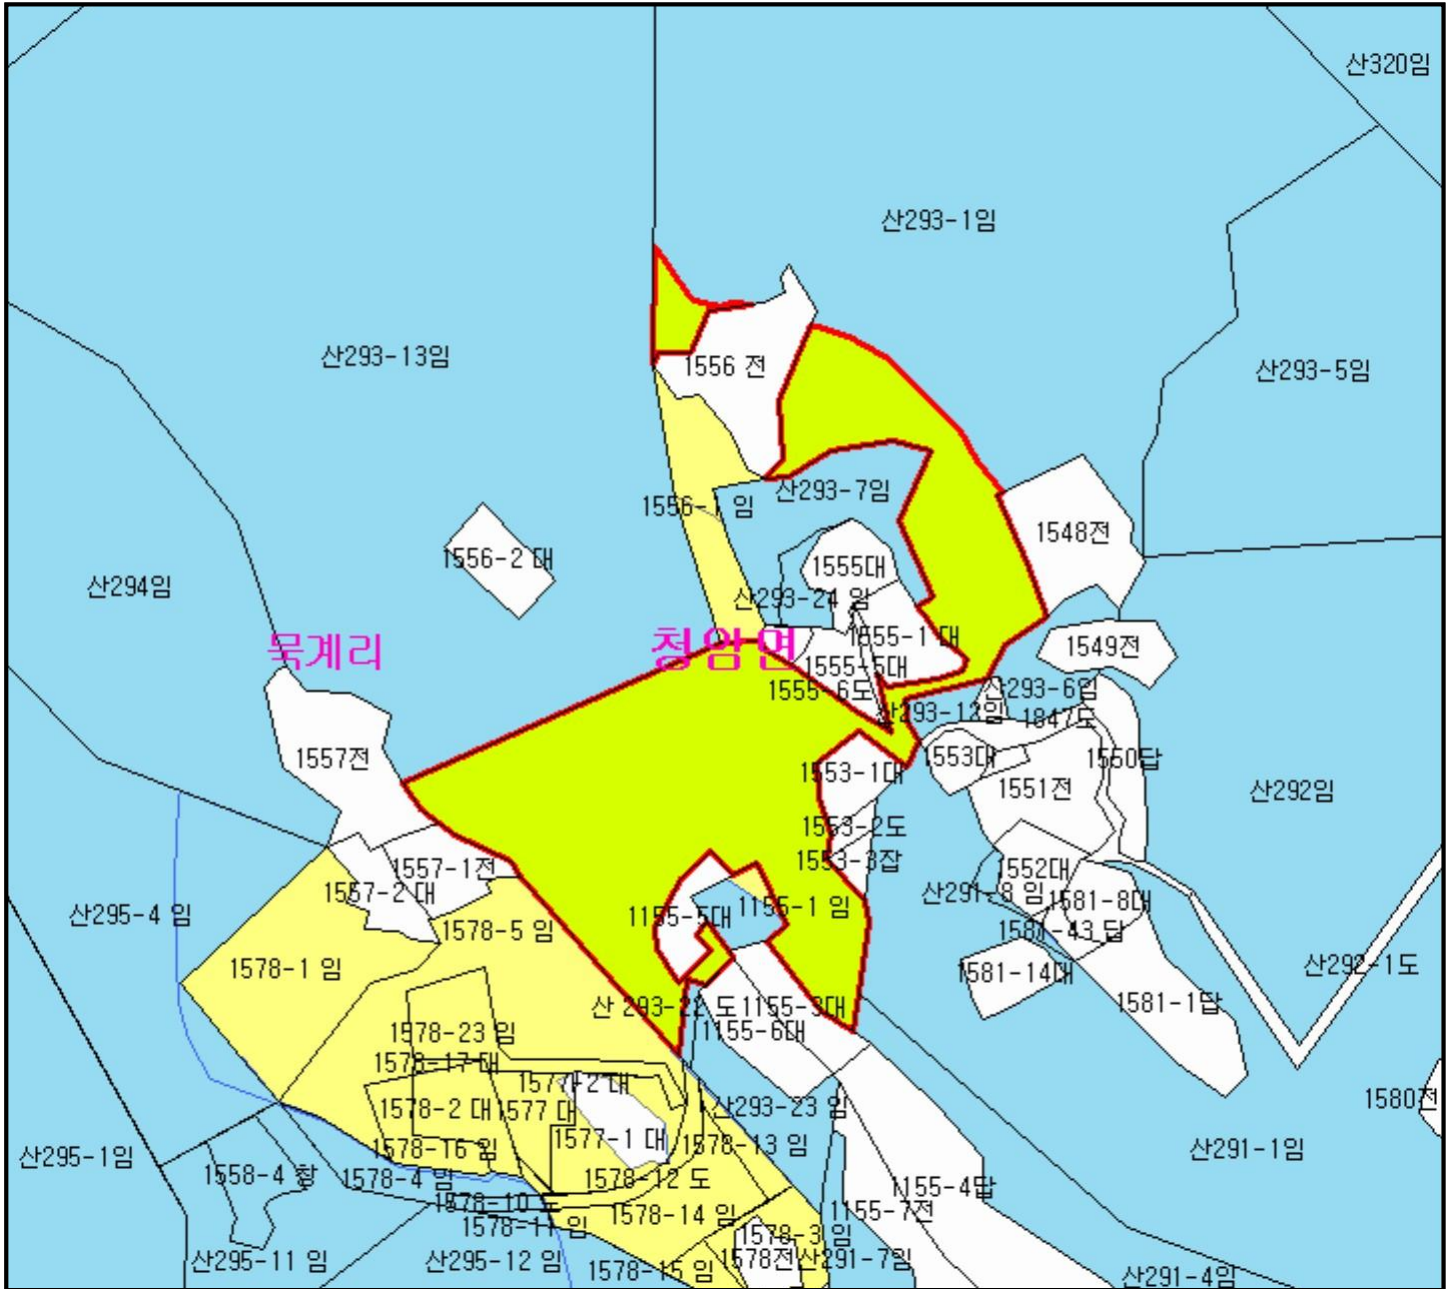 산320임
산293-1임
산293-13임
1556 전
산293-5임
산293-7임
1556-1 임
1548전
1556-2 대
1555대
산294임
산293-24 임
묵계리
청암면
1555-1 대
1549전
1555-5대
1555-6도
산293-6임
산293-12임
1847도
1557전
1553-1대
1553대
1550답
1551전
산292임
1553-2도
1553-3잡
1557-1전
1557-2 대
1552대
산291-8 임
1581-8대
산295-4 임
1155-5대
1155-1 임
1578-5 임
1581-43 답
1578-1 임
1581-14대
산292-1도
산 293-22 도
1155-3대
1581-1답
1578-23 임
1155-6대
1578-17 대
1577-2 대
1578-2 대
1577 대
산293-23 임
1580전
1577-1 대
1578-13 임
1578-16 임
산295-1임
산291-1임
1578-4 임
1578-12 도
1155-4답
1578-14 임
1155-7전
1578-11 임
1578-3 임
산295-11 임
산295-12 임
1578-15 임
1578전
산291-7임
산291-4임